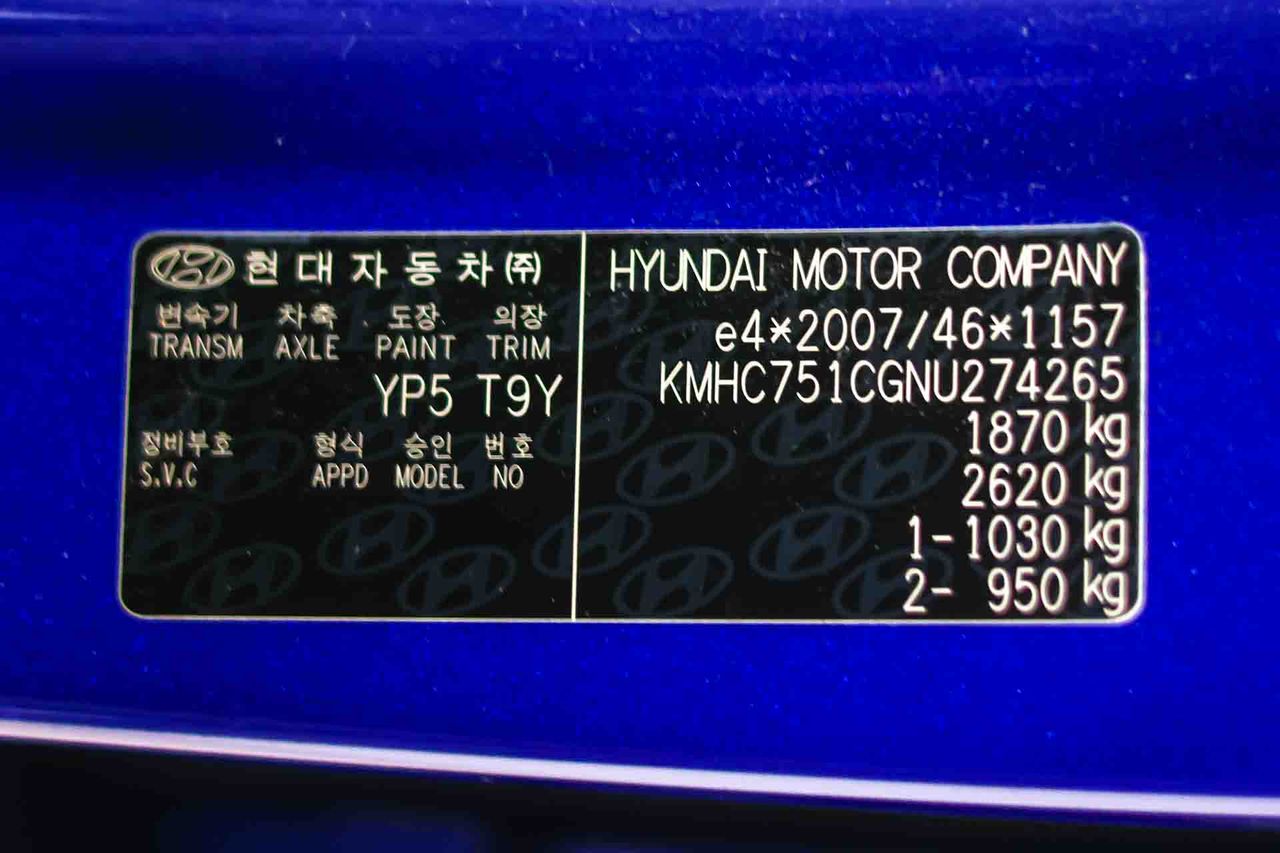 현대자동차(주)
변속기 차축 도장 의장
TRANSM AXLE PAINT TRIM
YP5 T9Y
정비부호 형식 승인 번호
S.V.C APPD MODEL NO
HYUNDAI MOTOR COMPANY
e4*2007/46*1157
KMHC751CGNU274265
1870 kg
2620 kg
1-1030 kg
2- 950 kg